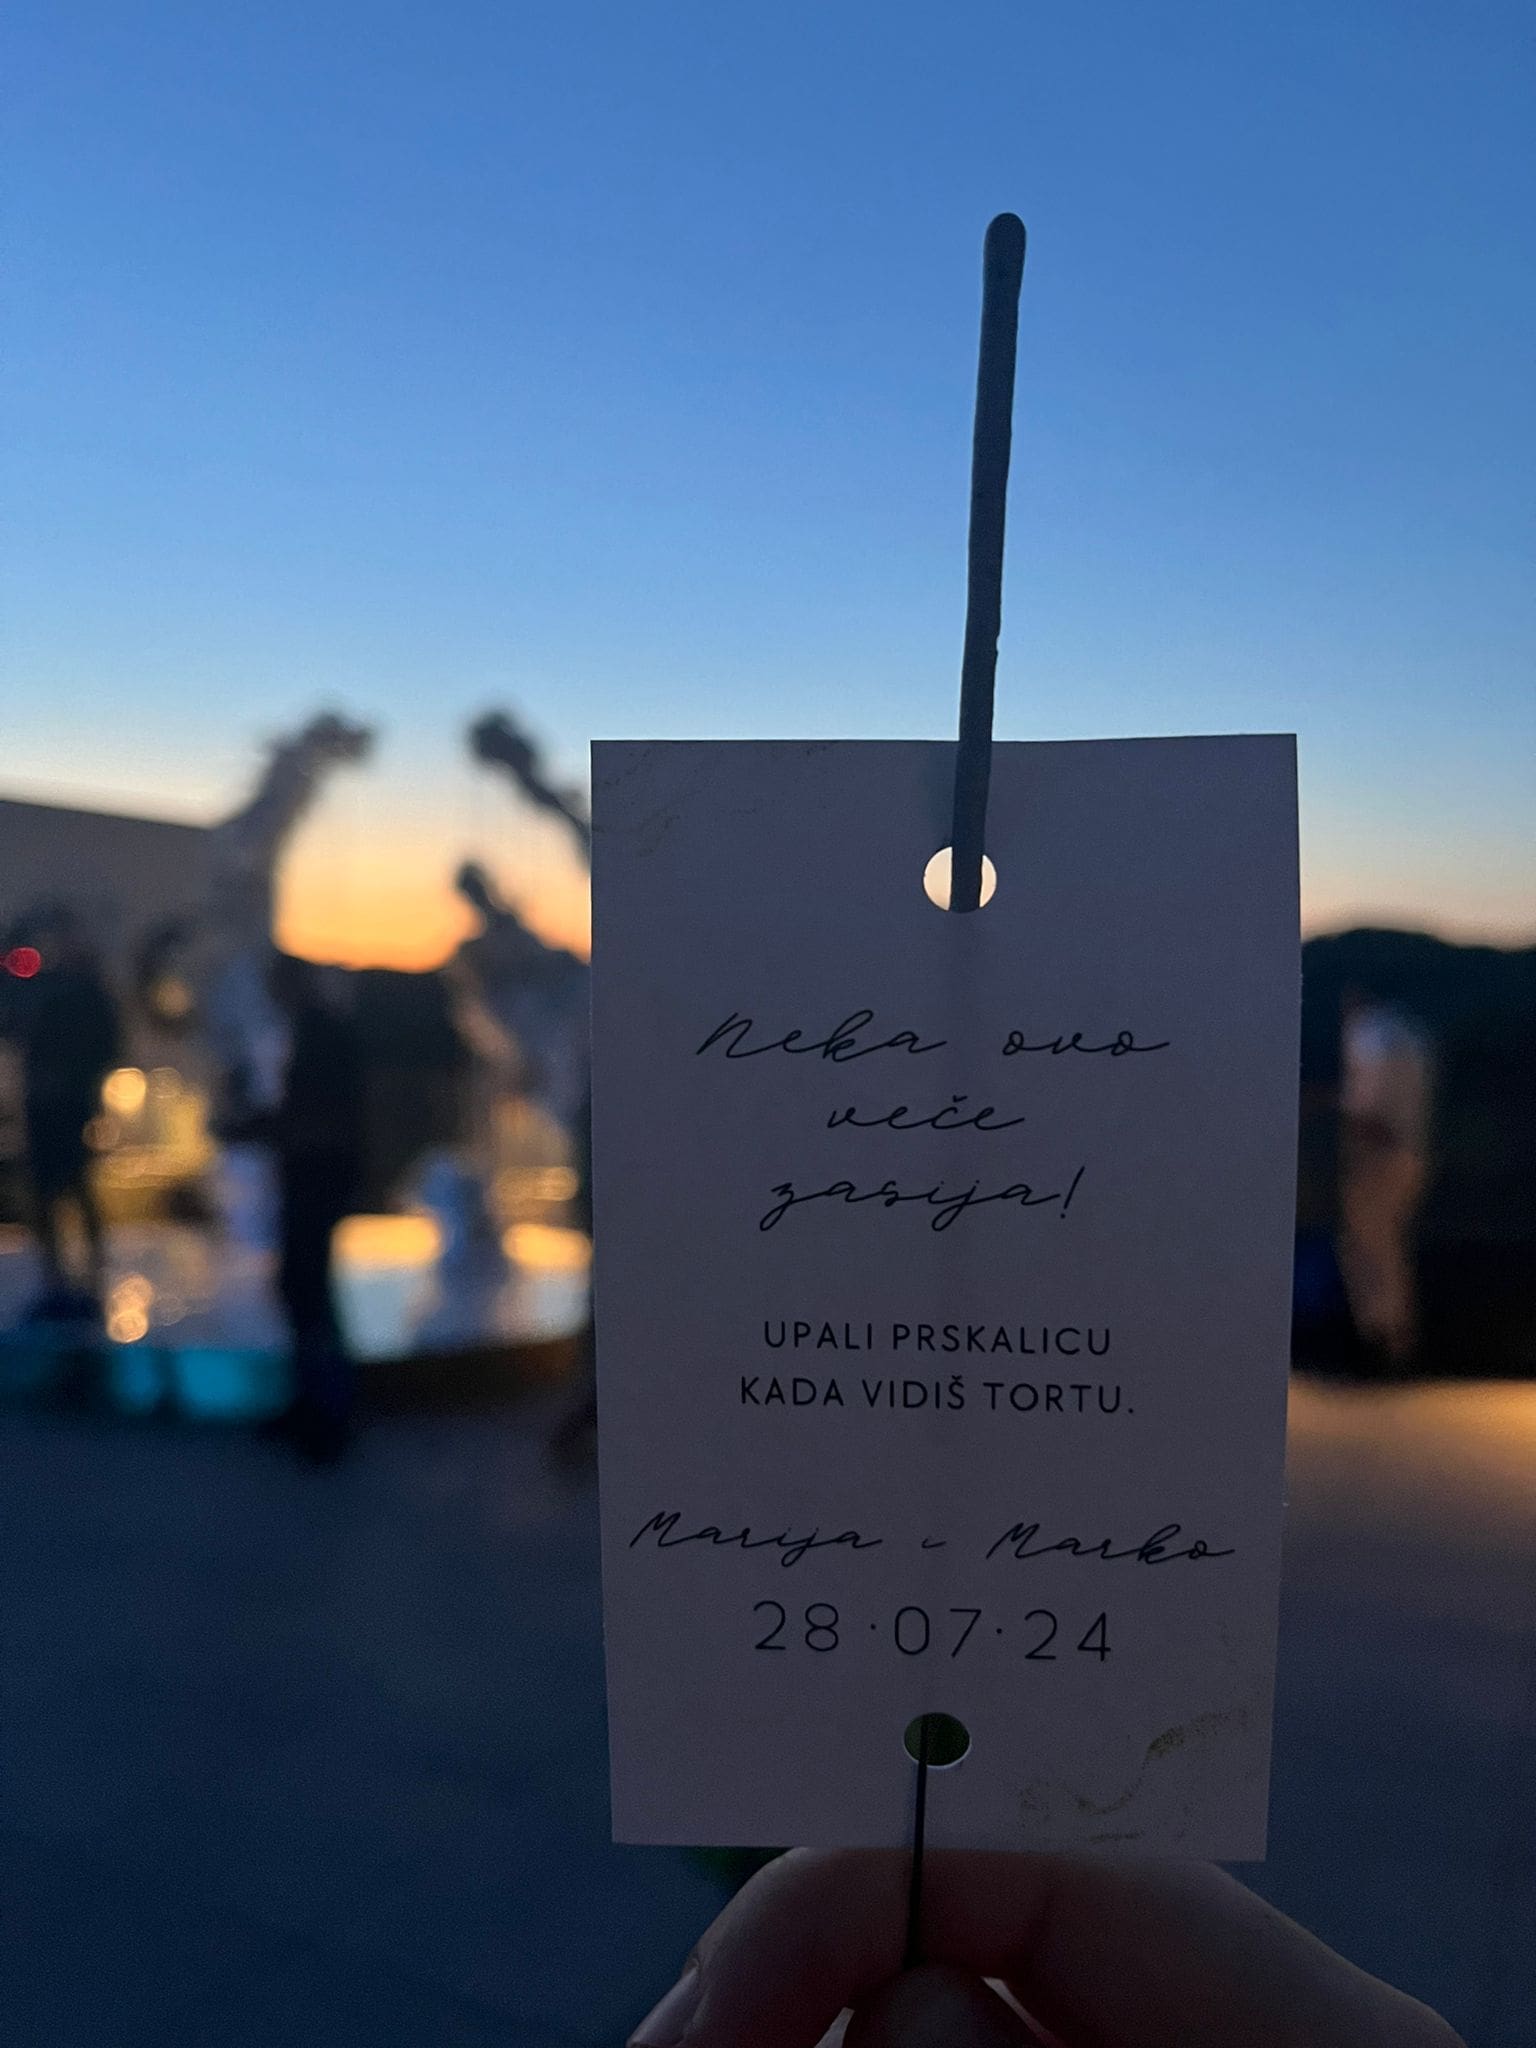 Neka ovo
veče
zasija!
UPALI PRSKALICU
KADA VIDIŠ TORTU.
Marija i Marko
28·07·24